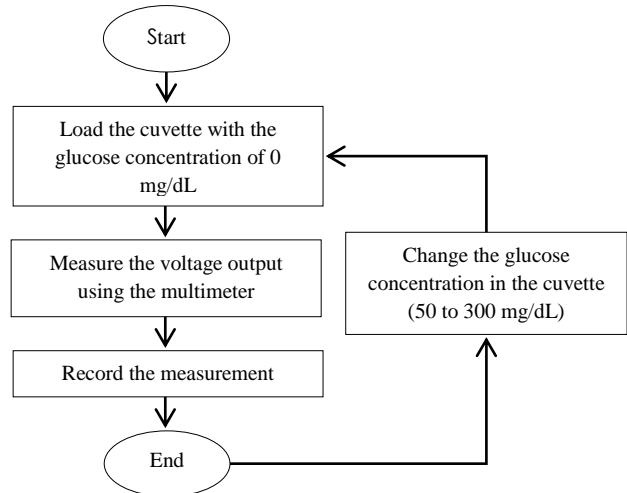 Start
Load the cuvette with the
glucose concentration of 0
mg/dL
Measure the voltage output
using the multimeter
Change the glucose
concentration in the cuvette
(50 to 300 mg/dL)
Record the measurement
End